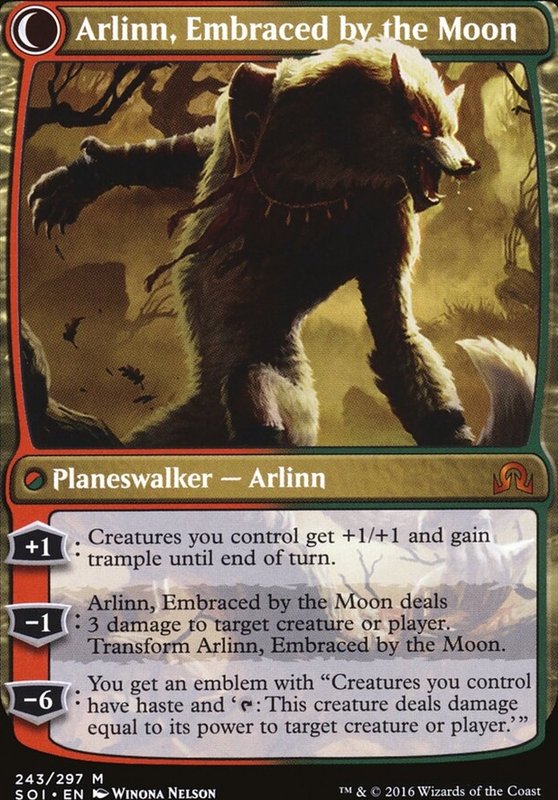 Arlinn, Embraced by the Moon
Planeswalker — Arlinn
+1 : Creatures you control get +1/+1 and gain
trample until end of turn.
Arlinn, Embraced by the Moon deals
-1 : 3 damage to target creature or player.
Transform Arlinn, Embraced by the Moon.
You get an emblem with “Creatures you control
-6 : have haste and ‘T: This creature deals damage
equal to its power to target creature or player.’”
243/297 M
SOI • EN Winona Nelson
™ & © 2016 Wizards of the Coast